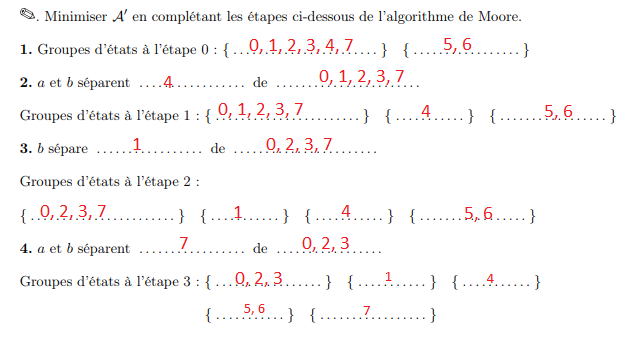 ✎. Minimiser 𝒜′ en complétant les étapes ci-dessous de l'algorithme de Moore.
1. Groupes d'états à l'étape 0 : {...0, 1, 2, 3, 4, 7....} {.....5, 6........}
2. a et b séparent ....4............ de ........0, 1, 2, 3, 7...
Groupes d'états à l'étape 1 : {.0, 1, 2, 3, 7.........} {....4.....} {.......5, 6.....}
3. b sépare ......1.......... de .....0, 2, 3, 7........
Groupes d'états à l'étape 2 :
{..0, 2, 3, 7...........} {.....1......} {.....4.....} {.......5, 6.....}
4. a et b séparent ......7.......... de ....0, 2, 3.....
Groupes d'états à l'étape 3 : {...0, 2, 3......} {....1......} {.....4......}
{....5, 6...} {.......7.........}